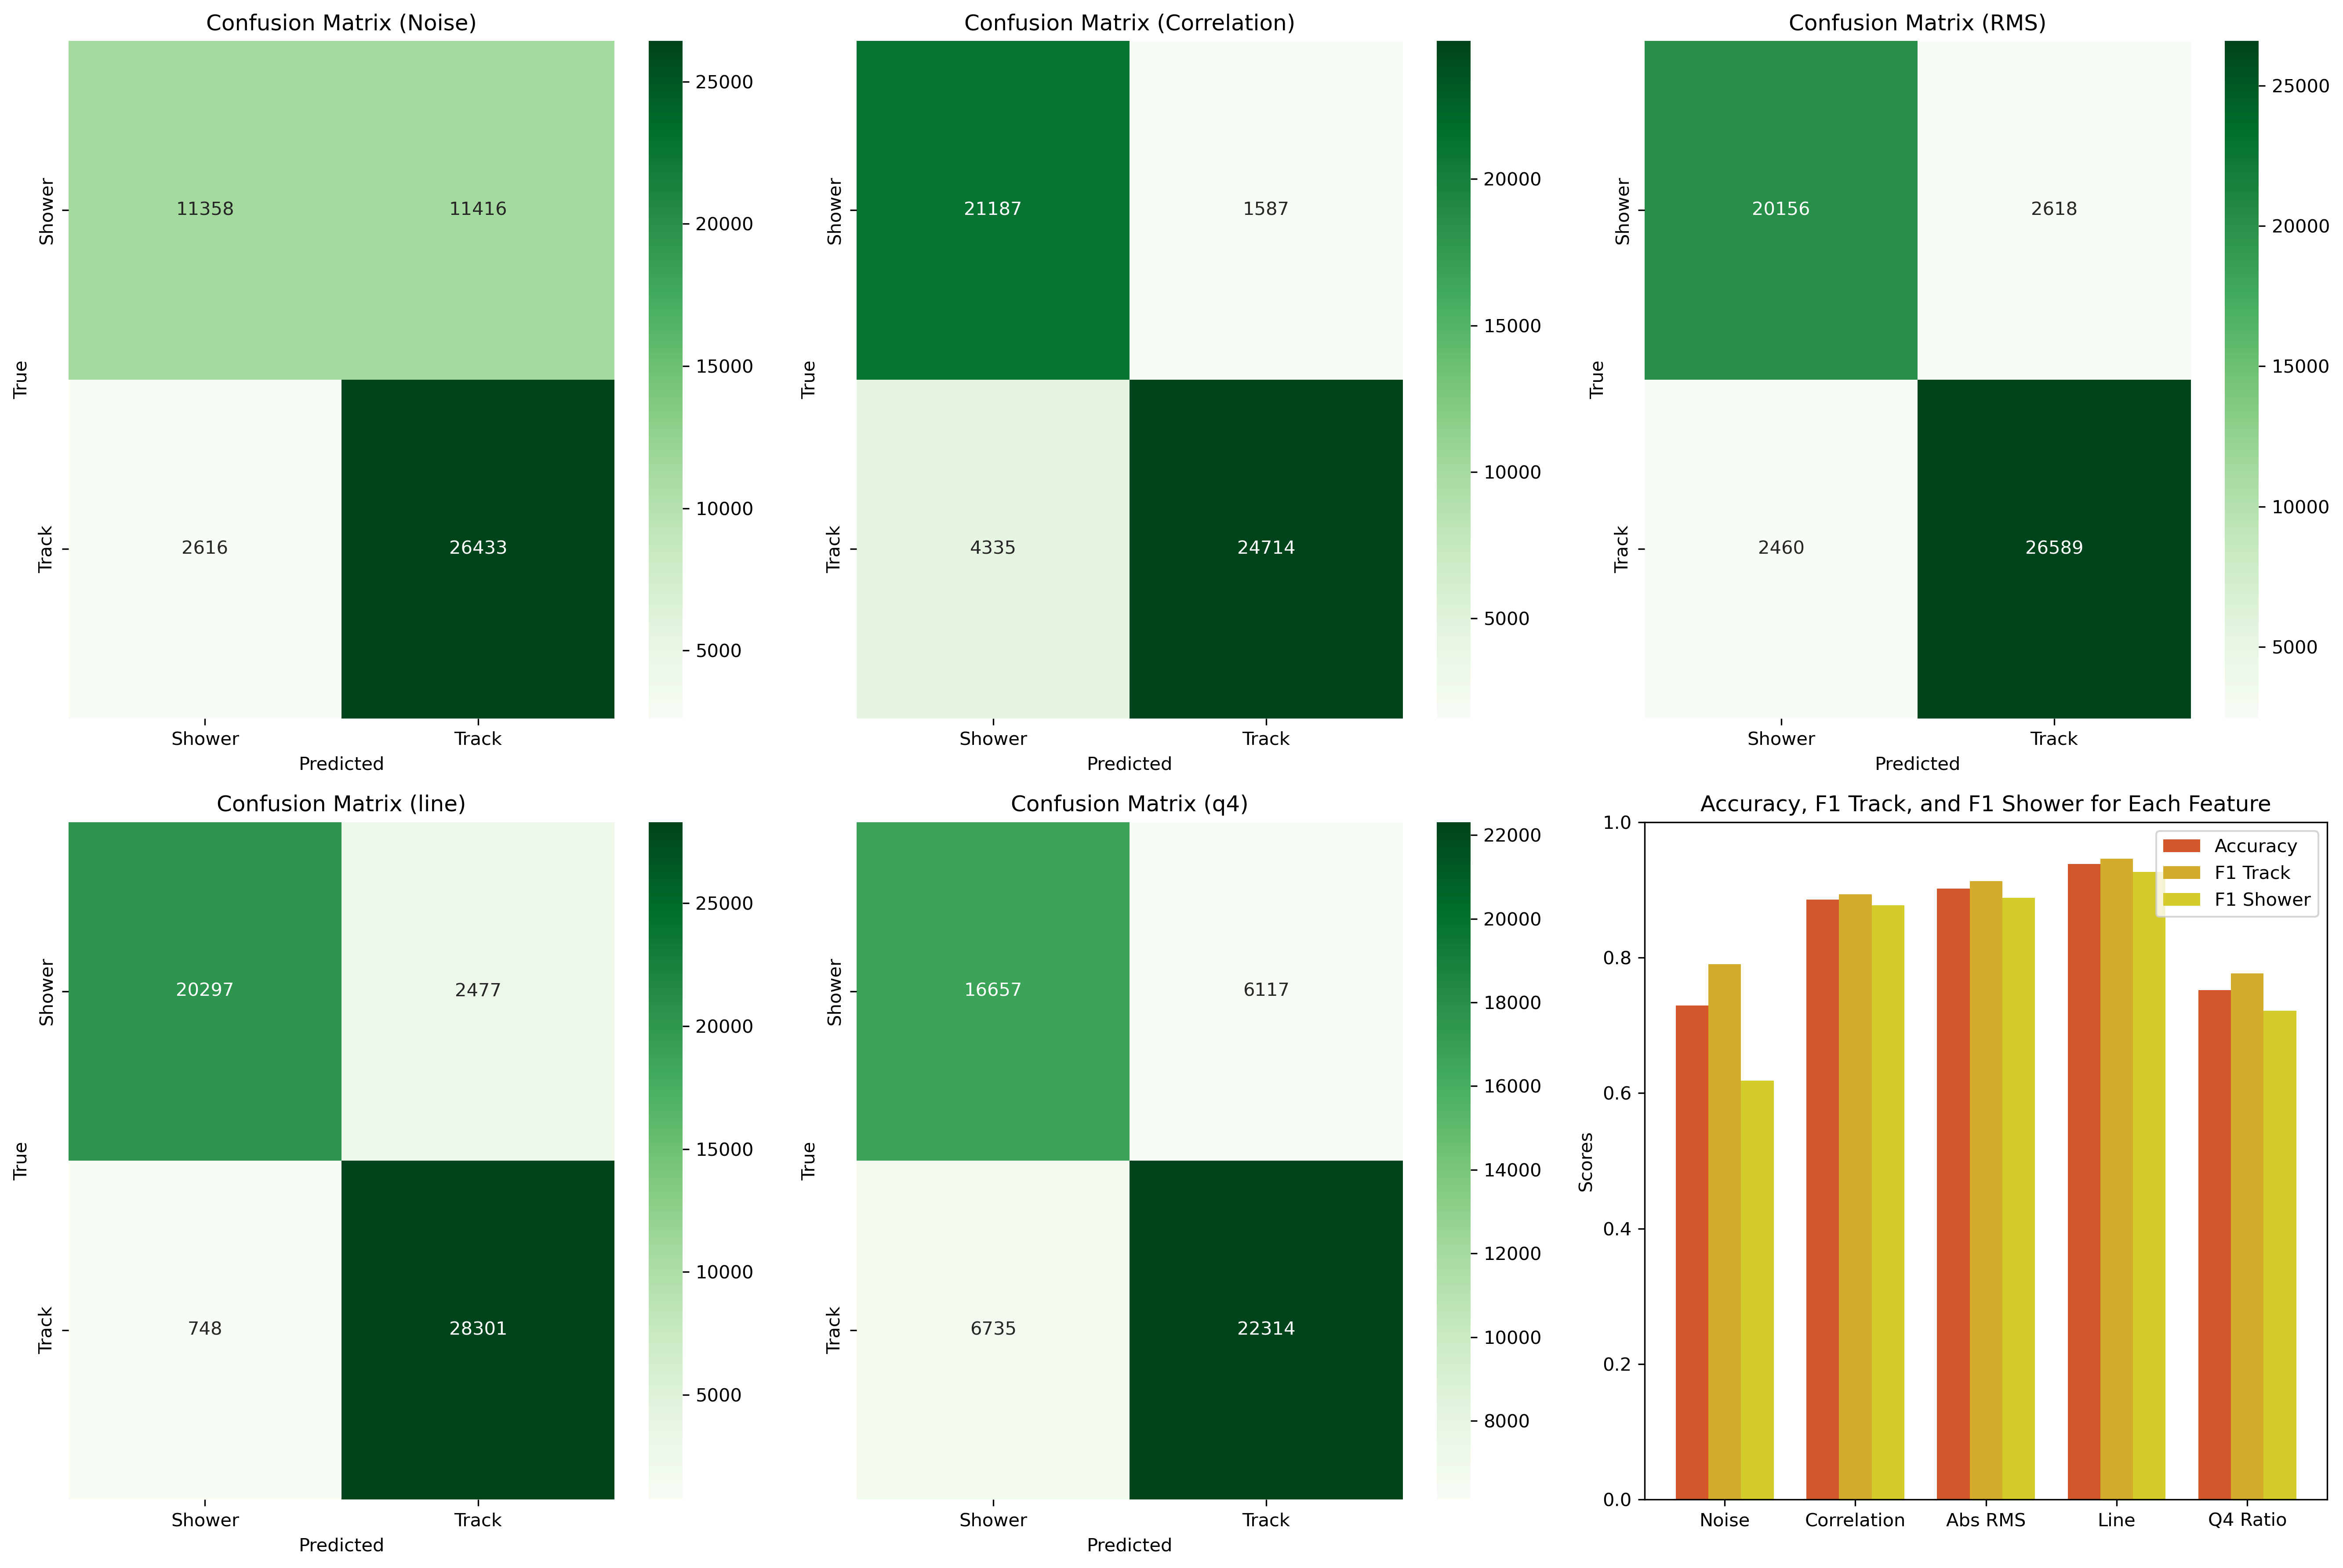 Confusion Matrix (Noise)
Shower
Track
True
11358
11416
2616
26433
Shower
Track
Predicted
25000
20000
15000
10000
5000
Confusion Matrix (Correlation)
Shower
Track
True
21187
1587
4335
24714
Shower
Track
Predicted
20000
15000
10000
5000
Confusion Matrix (RMS)
Shower
Track
True
20156
2618
2460
26589
Shower
Track
Predicted
25000
20000
15000
10000
5000
Confusion Matrix (line)
Shower
Track
True
20297
2477
748
28301
Shower
Track
Predicted
25000
20000
15000
10000
5000
Confusion Matrix (q4)
Shower
Track
True
16657
6117
6735
22314
Shower
Track
Predicted
22000
20000
18000
16000
14000
12000
10000
8000
Accuracy, F1 Track, and F1 Shower for Each Feature
Accuracy
F1 Track
F1 Shower
Scores
1.0
0.8
0.6
0.4
0.2
0.0
Noise
Correlation
Abs RMS
Line
Q4 Ratio